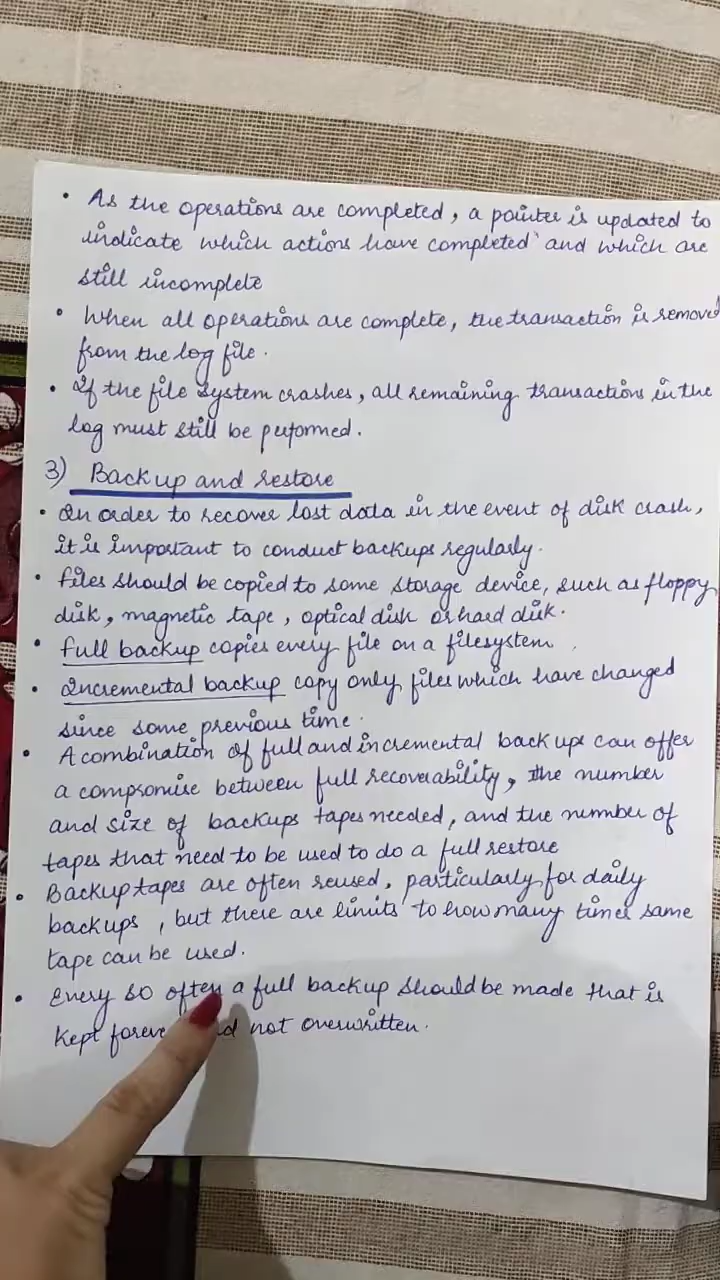 • As the operations are completed, a pointer is updated to
indicate which actions have completed and which are
still incomplete
• When all operations are complete, the transaction is remove
from the log file.
• If the file system crashes, all remaining transactions in the
log must still be performed.
3) Backup and restore
• In order to recover lost data in the event of disk crash,
it is important to conduct backups regularly.
• Files should be copied to some storage device, such as floppy
disk, magnetic tape, optical disk or hard disk.
• Full backup copies every file on a filesystem
• Incremental backup copy only files which have changed
since some previous time.
• A combination of full and incremental backups can offer
a compromise between full recoverability, the number
and size of backups tapes needed, and the number of
tapes that need to be used to do a full restore
• Backup tapes are often reused, particularly for daily
backups, but there are limits to how many times same
tape can be used.
• Every so often a full backup should be made that is
kept not overwritten.